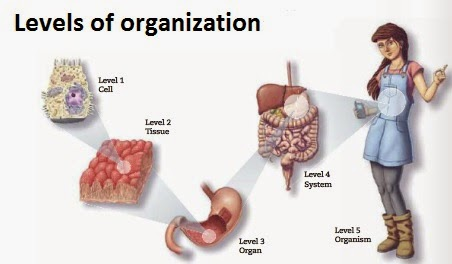 Levels of organization
Level 1
Cell
Level 2
Tissue
Level 3
Organ
Level 4
System
Level 5
Organism